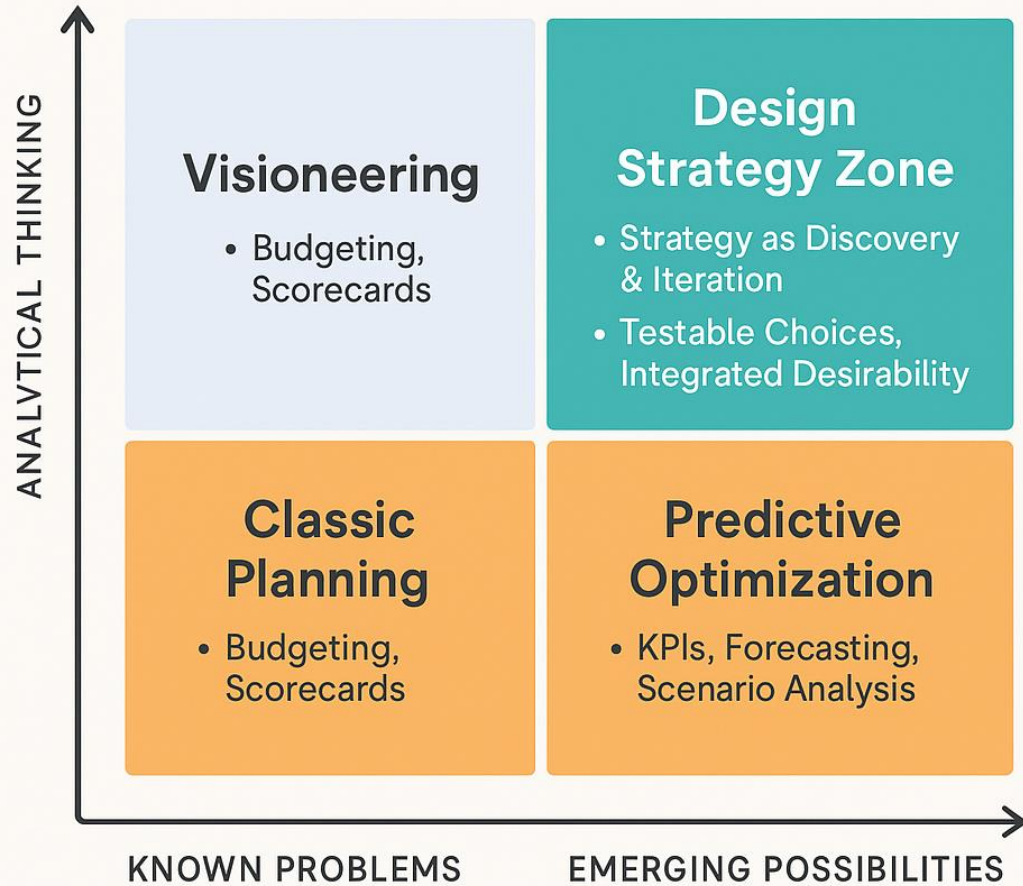 ANALVTICAL THINKING
Visioneering
• Budgeting,
Scorecards
Design
Strategy Zone
• Strategy as Discovery
& Iteration
• Testable Choices,
Integrated Desirability
Classic
Planning
• Budgeting,
Scorecards
Predictive
Optimization
• KPIs, Forecasting,
Scenario Analysis
KNOWN PROBLEMS
EMERGING POSSIBILITIES